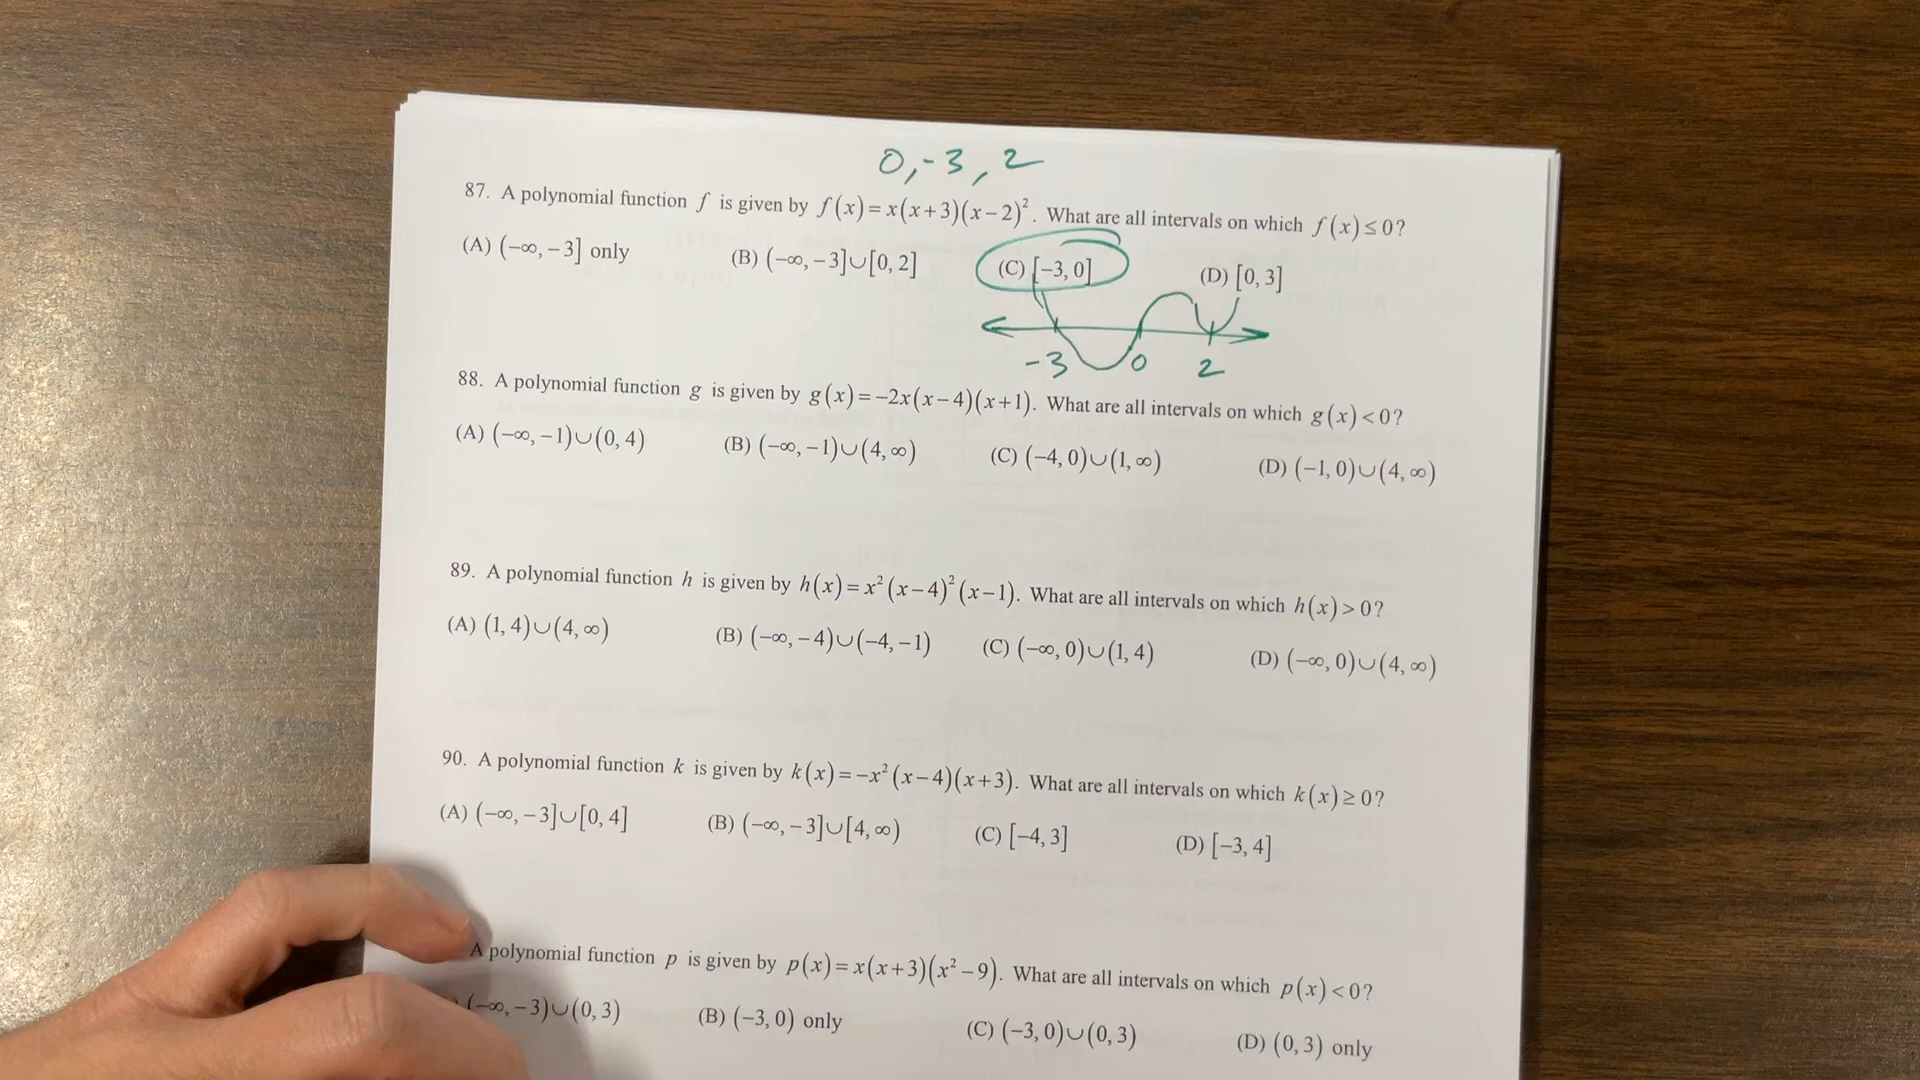 0, -3, 2
87. A polynomial function f is given by f(x)=x(x+3)(x−2)². What are all intervals on which f(x)≤0?
(A) (−∞, −3] only (B) (−∞, −3]∪[0, 2] (C) [−3, 0] (D) [0, 3]
-3 0 2
88. A polynomial function g is given by g(x)=−2x(x−4)(x+1). What are all intervals on which g(x)<0?
(A) (−∞, −1)∪(0, 4) (B) (−∞, −1)∪(4, ∞) (C) (−4, 0)∪(1, ∞) (D) (−1, 0)∪(4, ∞)
89. A polynomial function h is given by h(x)=x²(x−4)²(x−1). What are all intervals on which h(x)>0?
(A) (1, 4)∪(4, ∞) (B) (−∞, −4)∪(−4, −1) (C) (−∞, 0)∪(1, 4) (D) (−∞, 0)∪(4, ∞)
90. A polynomial function k is given by k(x)=−x²(x−4)(x+3). What are all intervals on which k(x)≥0?
(A) (−∞, −3]∪[0, 4] (B) (−∞, −3]∪[4, ∞) (C) [−4, 3] (D) [−3, 4]
A polynomial function p is given by p(x)=x(x+3)(x²−9). What are all intervals on which p(x)<0?
(−∞, −3)∪(0, 3) (B) (−3, 0) only (C) (−3, 0)∪(0, 3) (D) (0, 3) only